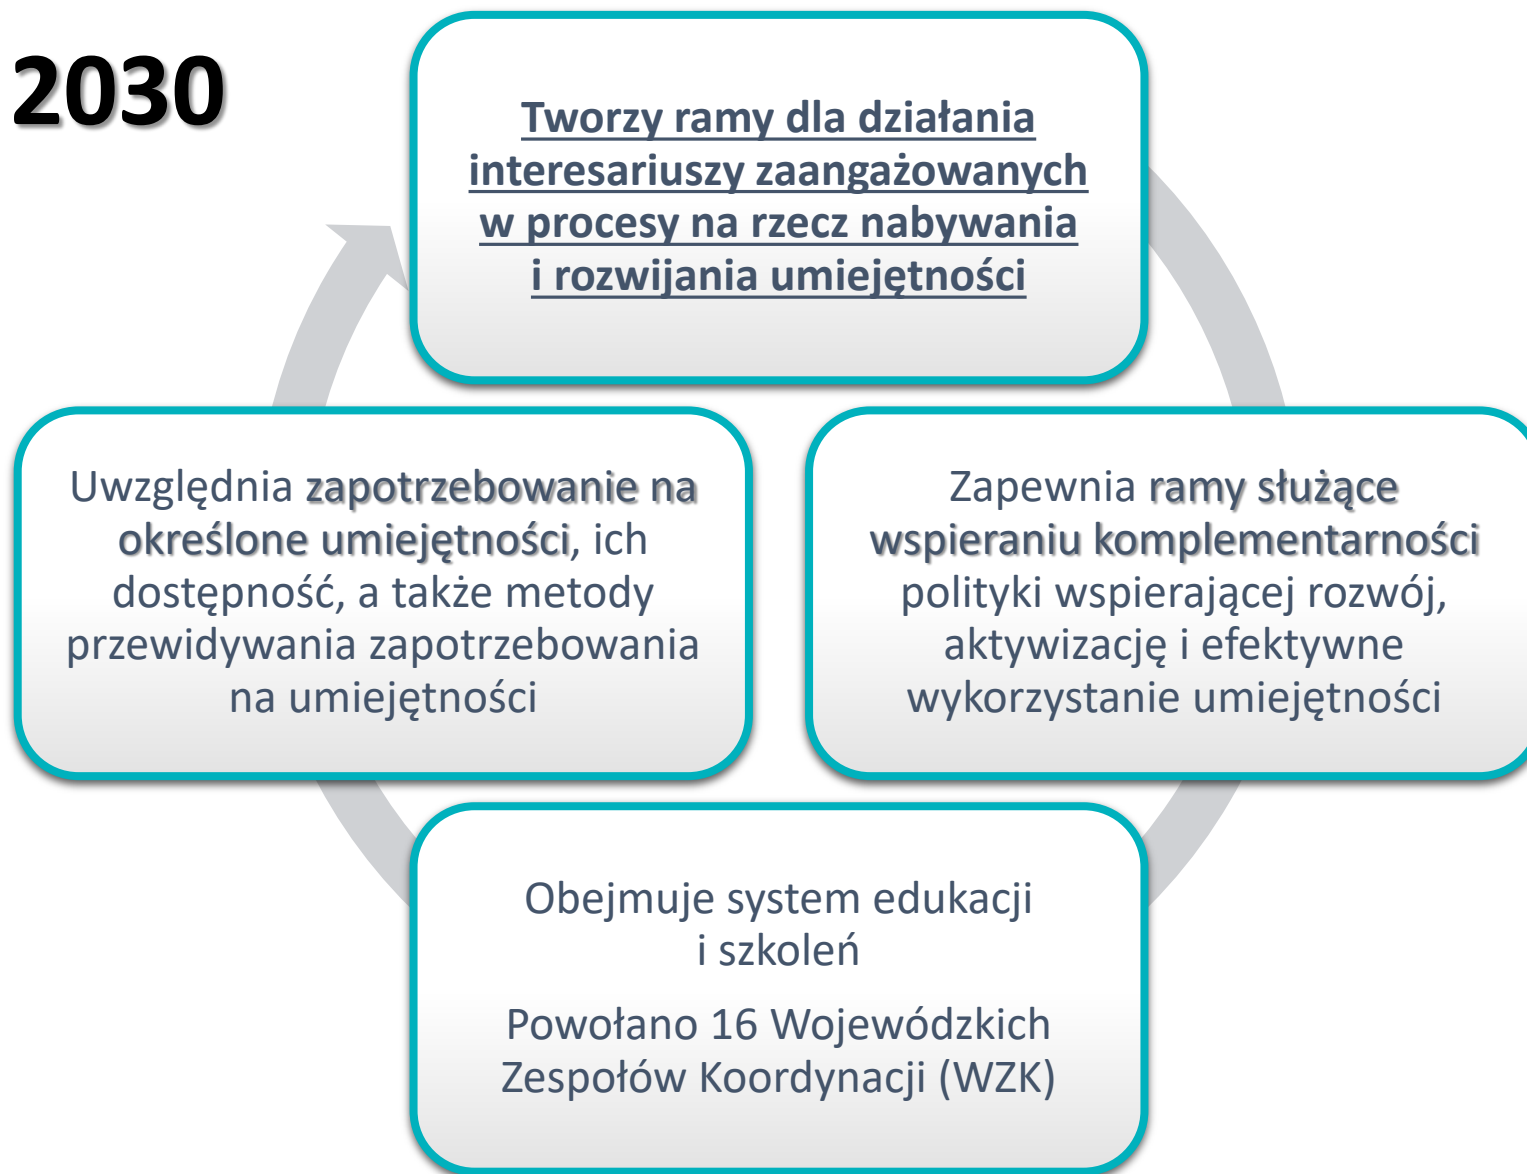 2030
Tworzy ramy dla działania
interesariuszy zaangażowanych
w procesy na rzecz nabywania
i rozwijania umiejętności
Uwzględnia zapotrzebowanie na
określone umiejętności, ich
dostępność, a także metody
przewidywania zapotrzebowania
na umiejętności
Zapewnia ramy służące
wspieraniu komplementarności
polityki wspierającej rozwój,
aktywizację i efektywne
wykorzystanie umiejętności
Obejmuje system edukacji
i szkoleń
Powołano 16 Wojewódzkich
Zespołów Koordynacji (WZK)